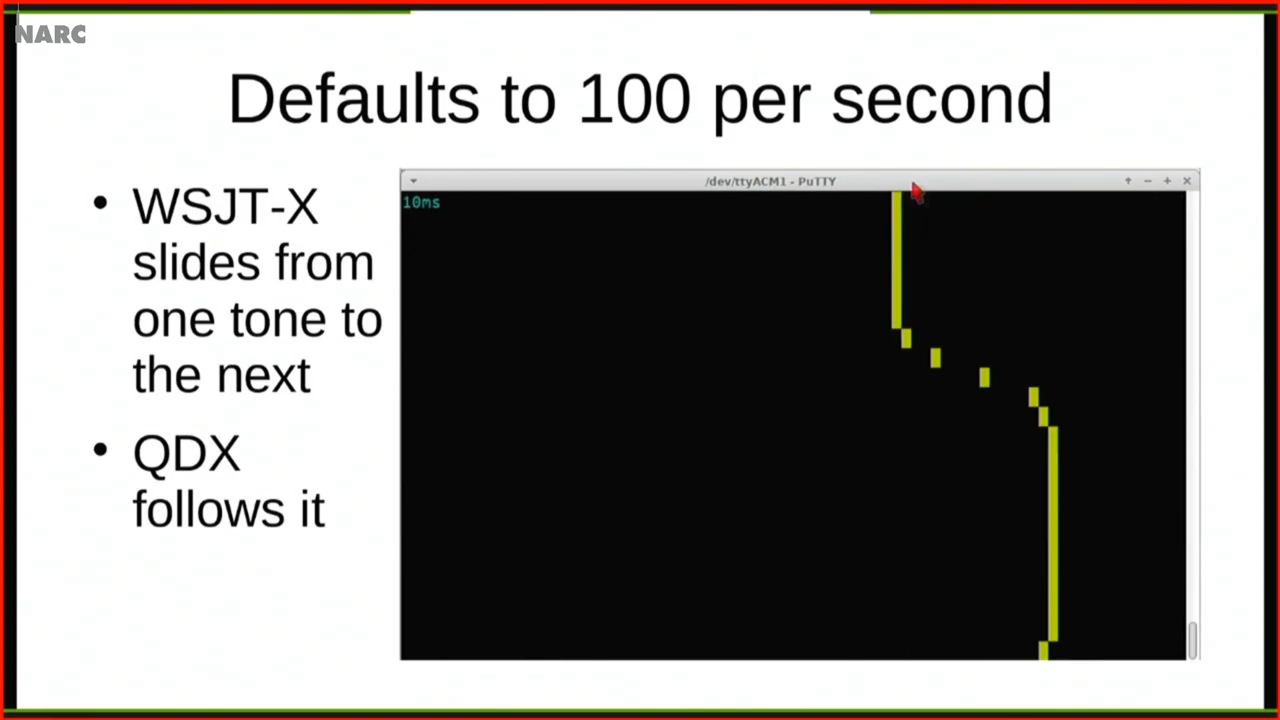 NARC
Defaults to 100 per second
• WSJT-X
slides from
one tone to
the next
• QDX
follows it
/dev/ttyACM1 - PuTTY
10ms